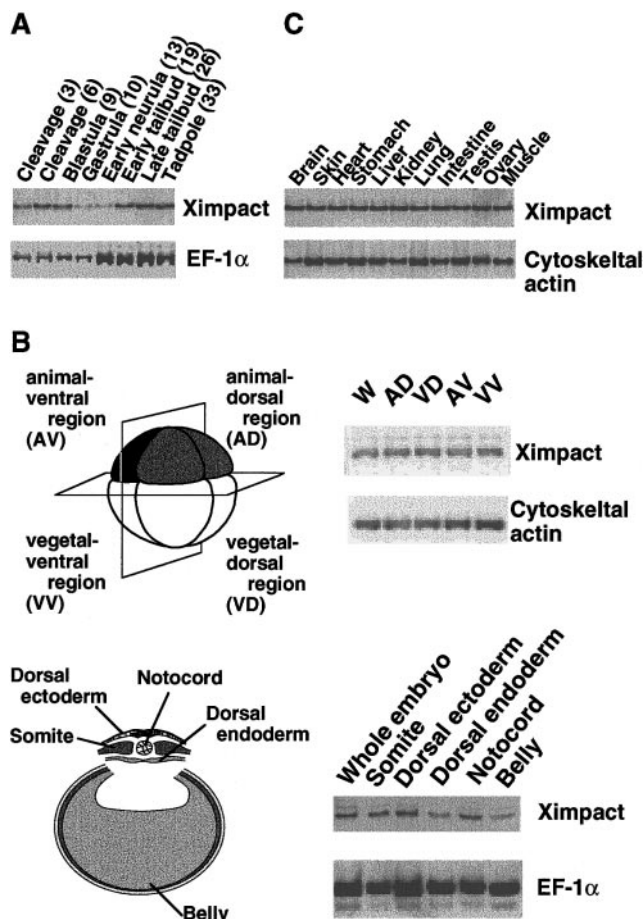 A
Cleavage (3)
Cleavage (6)
Blastula (9)
Gastrula (10)
Early neurula (13)
Early tailbud (19)
Late tailbud (26)
Tadpole (33)
Ximpact
EF-1α
C
Brain
Skin
Heart
Stomach
Liver
Kidney
Lung
Intestine
Testis
Ovary
Muscle
Ximpact
Cytoskeltal
actin
B
animal-
ventral
region
(AV)
animal-
dorsal
region
(AD)
vegetal-
ventral
region
(VV)
vegetal-
dorsal
region
(VD)
W
AD
VD
AV
VV
Ximpact
Cytoskeltal
actin
Dorsal
ectoderm
Notocord
Somite
Dorsal
endoderm
Belly
Whole embryo
Somite
Dorsal ectoderm
Dorsal endoderm
Notocord
Belly
Ximpact
EF-1α